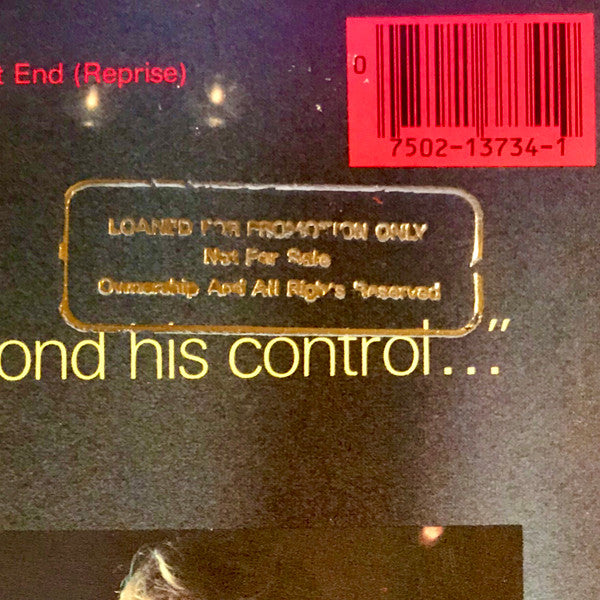 t End (Reprise)
0
7502-13734-1
LOANED FOR PROMOTION ONLY
Not For Sale
Ownership And All Rights Reserved
ond his control..."